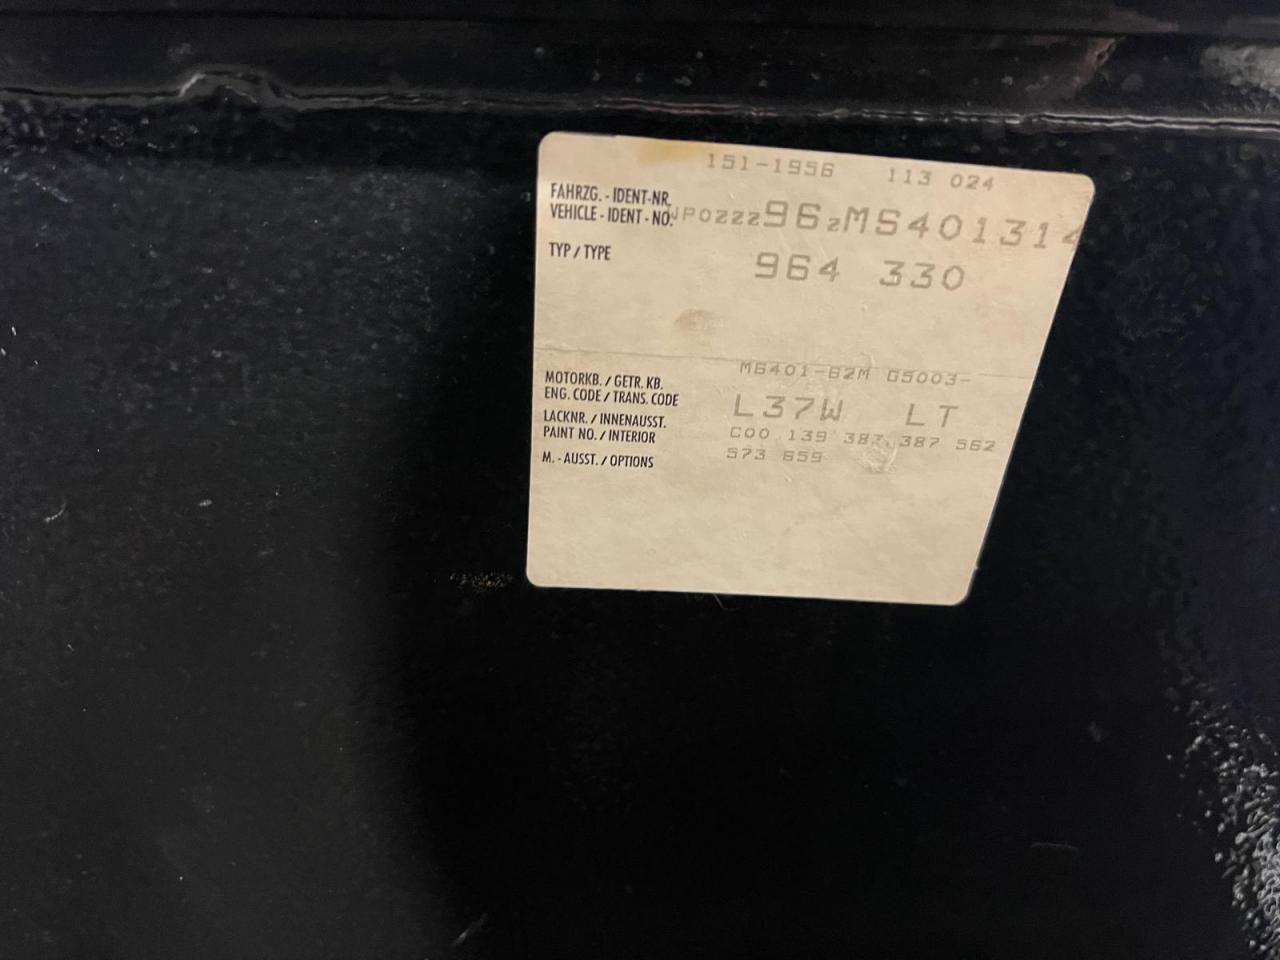 151-1956 113 024
FAHRZG. - IDENT-NR.
VEHICLE - IDENT - NO. WP0ZZZ96ZMS401314
TYP / TYPE 964 330
M6401-62M G5003-
MOTORKB. / GETR. KB.
ENG. CODE / TRANS. CODE L37W LT
LACKNR. / INNENAUSST.
PAINT NO. / INTERIOR C00 139 383 387 562
M. - AUSST. / OPTIONS 573 659